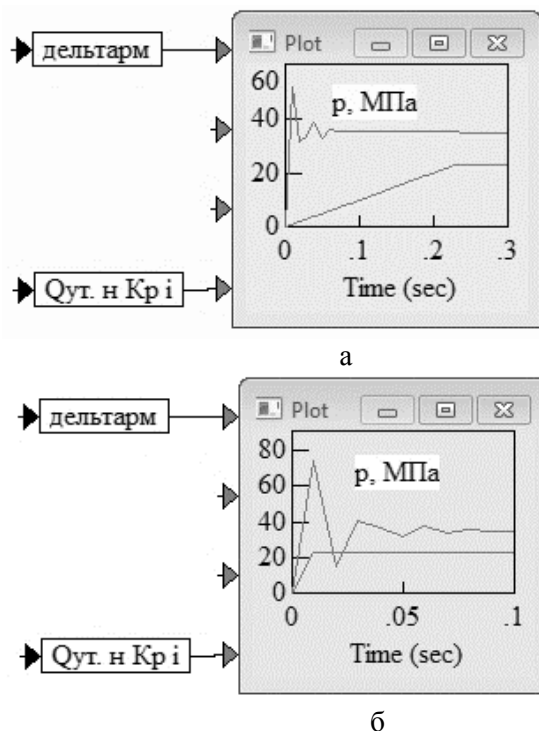 дельтарм
Plot
60
40
20
0
p, МПа
0
.1
.2
.3
Time (sec)
Qут. н Кр i
а
дельтарм
Plot
80
60
40
20
0
p, МПа
0
.05
.1
Time (sec)
Qут. н Кр i
б